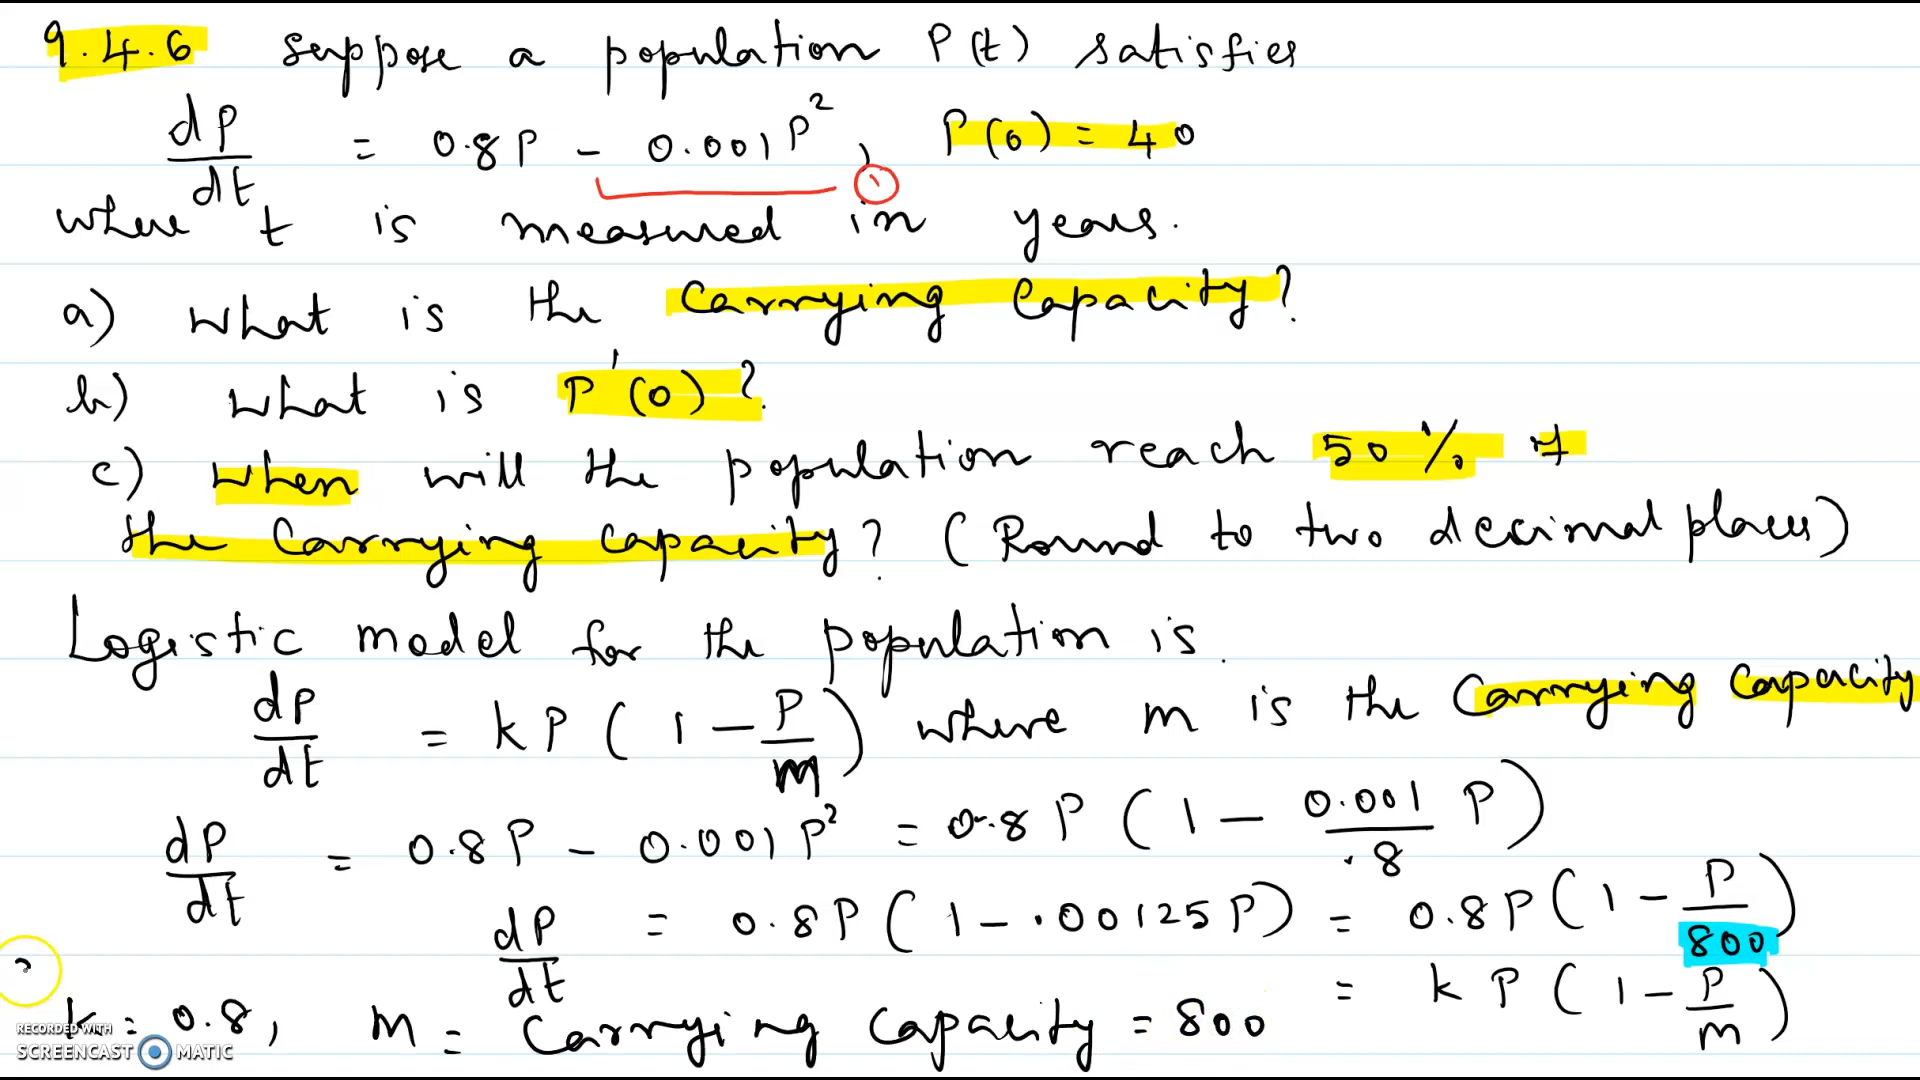 9.4.6 suppose a population P(t) satisfies
dP/dt = 0.8P - 0.001P², P(0) = 40
①
where t is measured in years.
a) what is the carrying capacity?
b) what is P'(0)?
c) when will the population reach 50% of
the carrying capacity? (Round to two decimal places)
Logistic model for the population is.
dP/dt = kP(1 - P/m) where m is the carrying capacity
dP/dt = 0.8P - 0.001P² = 0.8P(1 - 0.001/.8 P)
dP/dt = 0.8P(1 - .00125P) = 0.8P(1 - P/800)
= kP(1 - P/m)
k = 0.8, m = carrying capacity = 800
RECORDED WITH
SCREENCAST MATIC